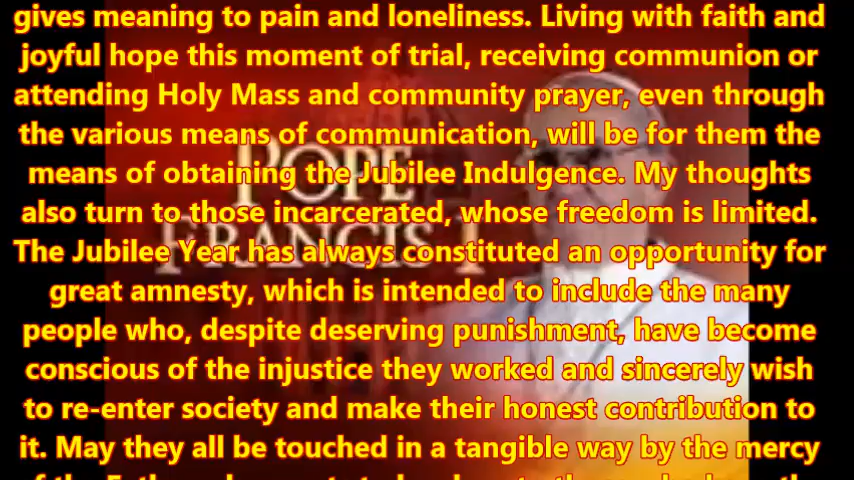 gives meaning to pain and loneliness. Living with faith and
joyful hope this moment of trial, receiving communion or
attending Holy Mass and community prayer, even through
the various means of communication, will be for them the
means of obtaining the Jubilee Indulgence. My thoughts
also turn to those incarcerated, whose freedom is limited.
The Jubilee Year has always constituted an opportunity for
great amnesty, which is intended to include the many
people who, despite deserving punishment, have become
conscious of the injustice they worked and sincerely wish
to re-enter society and make their honest contribution to
it. May they all be touched in a tangible way by the mercy
POPE
FRANCIS I